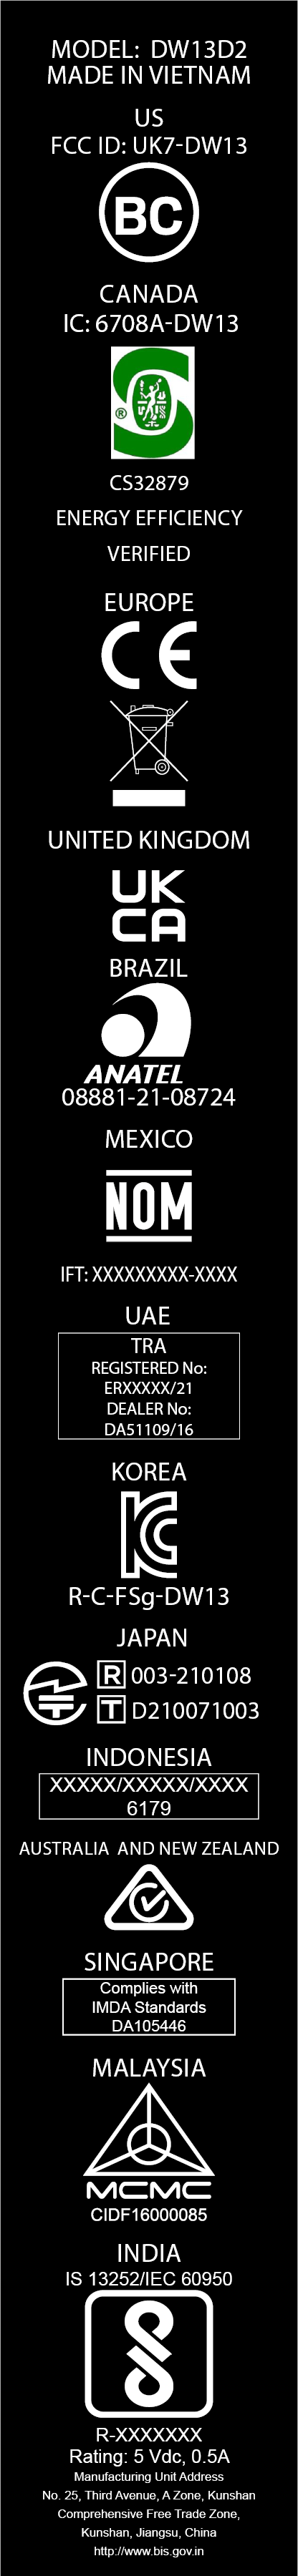 MODEL: DW13D2
MADE IN VIETNAM
US
FCC ID: UK7-DW13
BC
CANADA
IC: 6708A-DW13
S
®
CS32879
ENERGY EFFICIENCY
VERIFIED
EUROPE
CE
UNITED KINGDOM
UK
CA
BRAZIL
ANATEL
08881-21-08724
MEXICO
NOM
IFT: XXXXXXXXX-XXXX
UAE
TRA
REGISTERED No:
ERXXXXX/21
DEALER No:
DA51109/16
KOREA
KC
R-C-FSg-DW13
JAPAN
R 003-210108
T D210071003
INDONESIA
XXXXX/XXXXX/XXXX
6179
AUSTRALIA AND NEW ZEALAND
SINGAPORE
Complies with
IMDA Standards
DA105446
MALAYSIA
MCMC
CIDF16000085
INDIA
IS 13252/IEC 60950
R-XXXXXXX
Rating: 5 Vdc, 0.5A
Manufacturing Unit Address
No. 25, Third Avenue, A Zone, Kunshan
Comprehensive Free Trade Zone,
Kunshan, Jiangsu, China
http://www.bis.gov.in